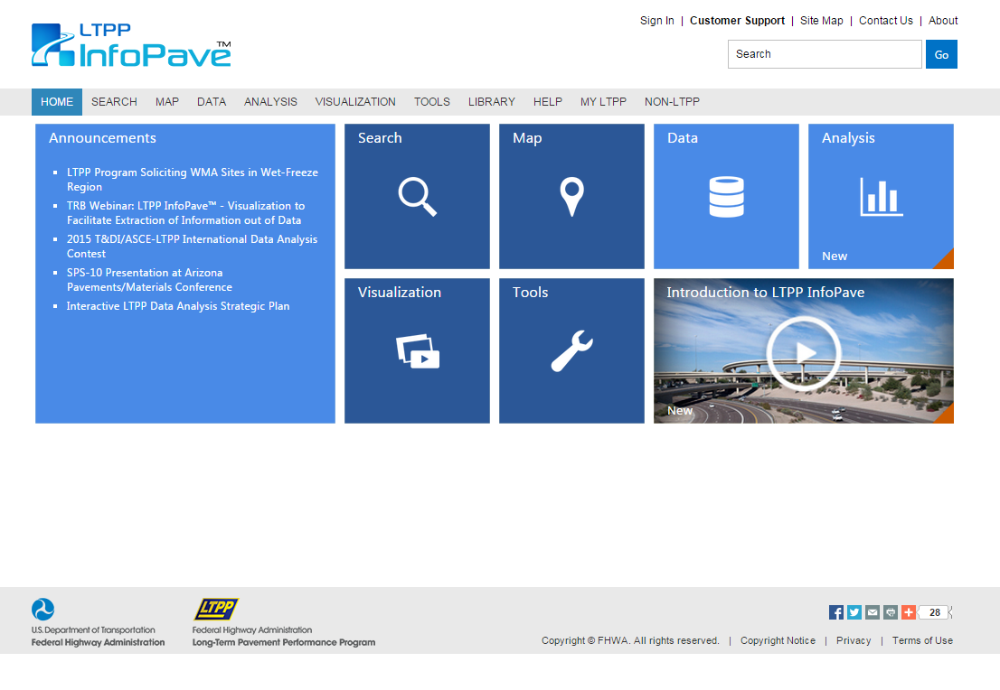 LTPP
InfoPave™
Sign In | Customer Support | Site Map | Contact Us | About
Search
Go
HOME SEARCH MAP DATA ANALYSIS VISUALIZATION TOOLS LIBRARY HELP MY LTPP NON-LTPP
Announcements
LTPP Program Soliciting WMA Sites in Wet-Freeze
Region
TRB Webinar: LTPP InfoPave™ - Visualization to
Facilitate Extraction of Information out of Data
2015 T&DI/ASCE-LTPP International Data Analysis
Contest
SPS-10 Presentation at Arizona
Pavements/Materials Conference
Interactive LTPP Data Analysis Strategic Plan
Search
Map
Data
Analysis
New
Visualization
Tools
Introduction to LTPP InfoPave
New
U.S. Department of Transportation
Federal Highway Administration
LTPP
Federal Highway Administration
Long-Term Pavement Performance Program
28
Copyright © FHWA. All rights reserved. | Copyright Notice | Privacy | Terms of Use